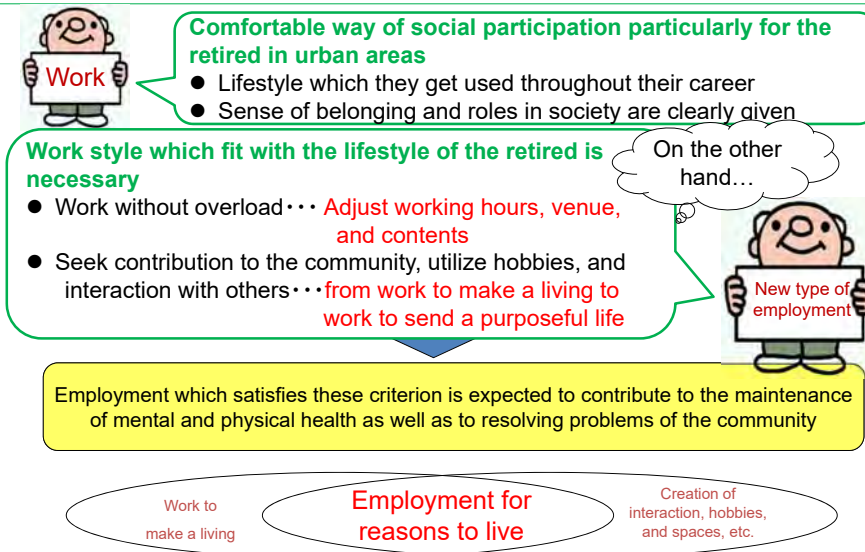 Work
Comfortable way of social participation particularly for the
retired in urban areas
● Lifestyle which they get used throughout their career
● Sense of belonging and roles in society are clearly given
On the other
hand…
Work style which fit with the lifestyle of the retired is
necessary
● Work without overload・・・ Adjust working hours, venue,
and contents
● Seek contribution to the community, utilize hobbies, and
interaction with others・・・from work to make a living to
work to send a purposeful life
New type of
employment
Employment which satisfies these criterion is expected to contribute to the maintenance
of mental and physical health as well as to resolving problems of the community
Work to
make a living
Employment for
reasons to live
Creation of
interaction, hobbies,
and spaces, etc.